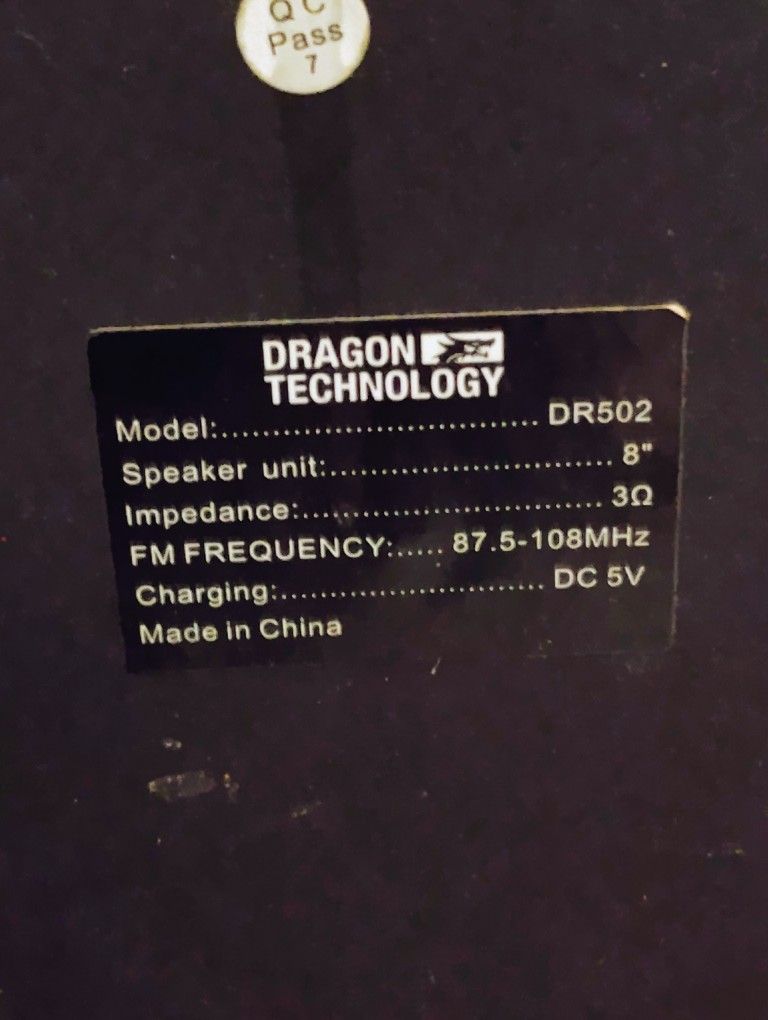 QC
Pass
7
DRAGON
TECHNOLOGY
Model:................................ DR502
Speaker unit:............................. 8"
Impedance:............................... 3Ω
FM FREQUENCY:..... 87.5-108MHz
Charging:........................... DC 5V
Made in China